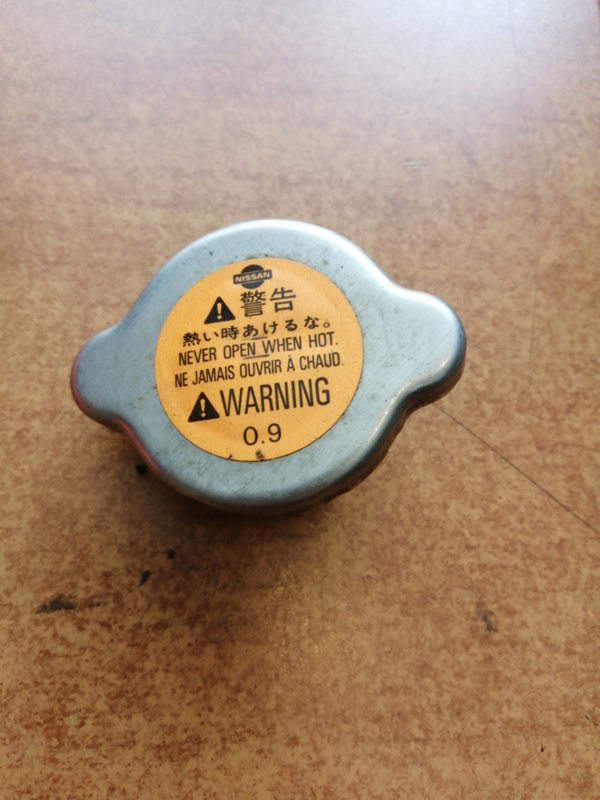 NISSAN
警告
熱い時あけるな。
NEVER OPEN WHEN HOT.
NE JAMAIS OUVRIR À CHAUD.
WARNING
0.9